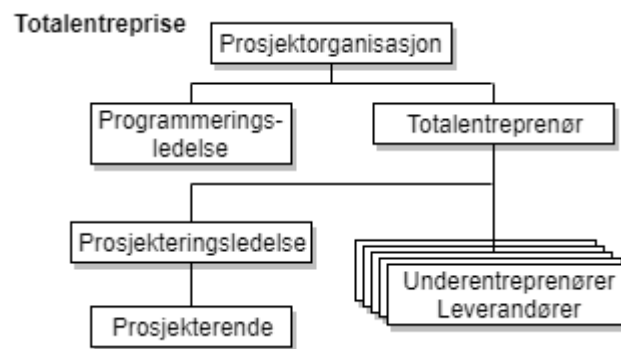 Totalentreprise
Prosjektorganisasjon
Programmerings-
ledelse
Totalentreprenør
Prosjekteringsledelse
Underentreprenører
Leverandører
Prosjekterende